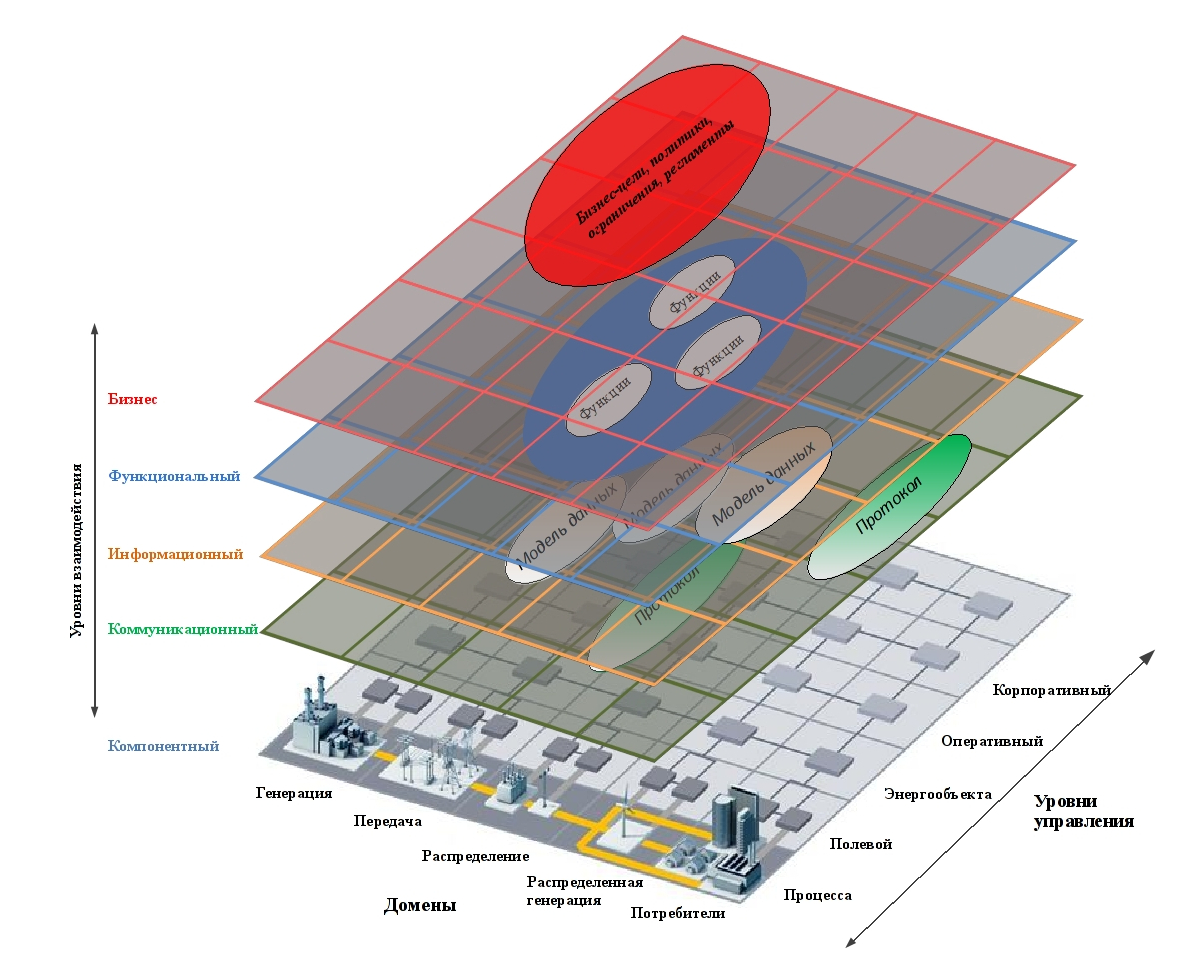 Бизнес-цели, политики,
ограничения, регламенты
Функции
Функции
Функции
Модель данных
Модель данных
Модель данных
Протокол
Протокол
Уровни взаимодействия
Бизнес
Функциональный
Информационный
Коммуникационный
Компонентный
Генерация
Передача
Распределение
Распределенная
генерация
Потребители
Домены
Корпоративный
Оперативный
Энергообъекта
Полевой
Процесса
Уровни
управления